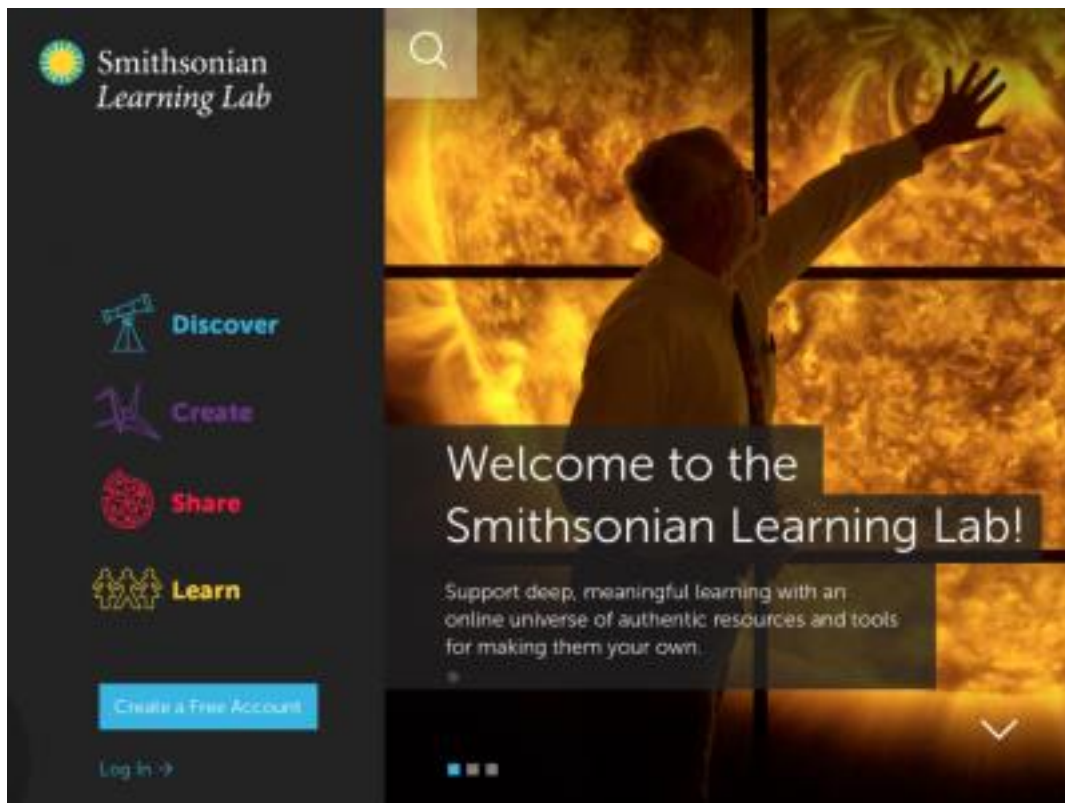 Smithsonian
Learning Lab
Discover
Create
Share
Learn
Create a Free Account
Log In →
Welcome to the
Smithsonian Learning Lab!
Support deep, meaningful learning with an
online universe of authentic resources and tools
for making them your own.